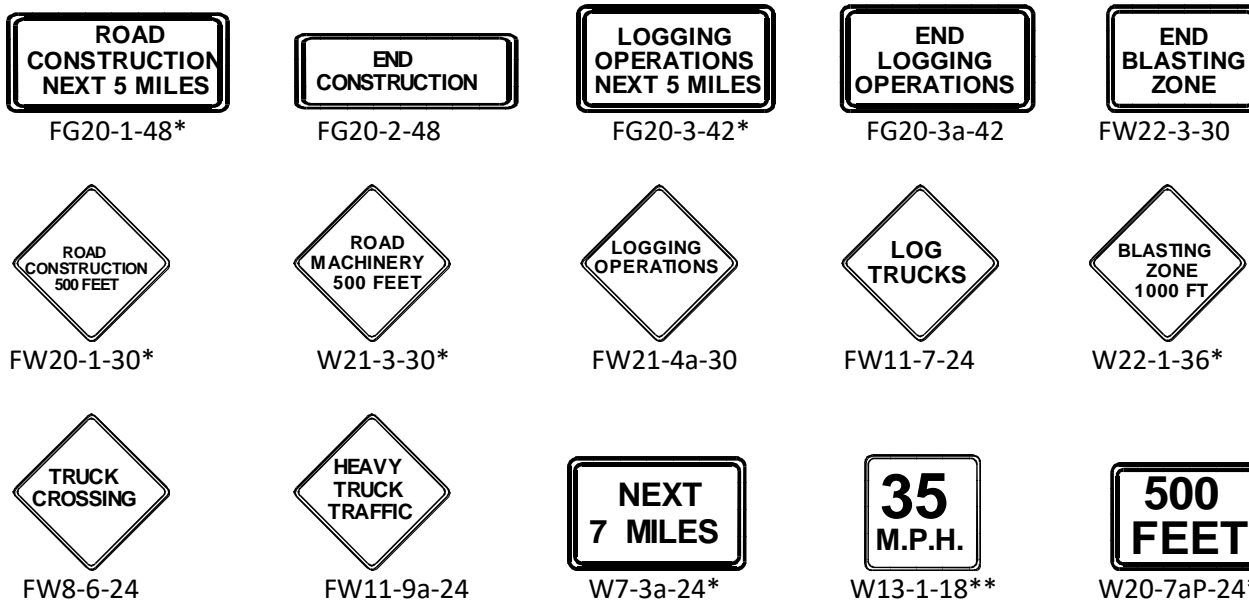 ROAD
CONSTRUCTION
NEXT 5 MILES
FG20-1-48*
END
CONSTRUCTION
FG20-2-48
LOGGING
OPERATIONS
NEXT 5 MILES
FG20-3-42*
END
LOGGING
OPERATIONS
FG20-3a-42
END
BLASTING
ZONE
FW22-3-30
ROAD
CONSTRUCTION
500 FEET
FW20-1-30*
ROAD
MACHINERY
500 FEET
W21-3-30*
LOGGING
OPERATIONS
FW21-4a-30
LOG
TRUCKS
FW11-7-24
BLASTING
ZONE
1000 FT
W22-1-36*
TRUCK
CROSSING
FW8-6-24
HEAVY
TRUCK
TRAFFIC
FW11-9a-24
NEXT
7 MILES
W7-3a-24*
35
M.P.H.
W13-1-18**
500
FEET
W20-7aP-24*